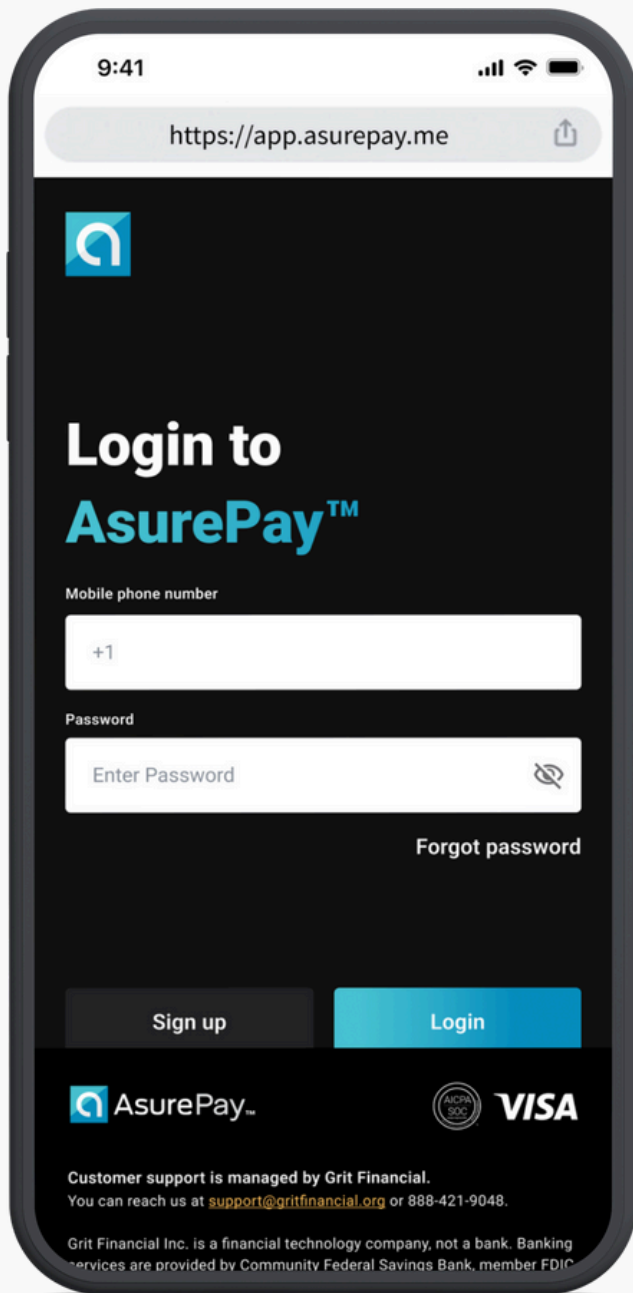 9:41
https://app.asurepay.me
Login to
AsurePay™
Mobile phone number
+1
Password
Enter Password
Forgot password
Sign up
Login
AsurePay™
AICPA
SOC
VISA
Customer support is managed by Grit Financial.
You can reach us at support@gritfinancial.org or 888-421-9048.
Grit Financial Inc. is a financial technology company, not a bank. Banking
services are provided by Community Federal Savings Bank, member FDIC